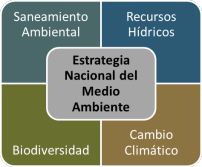 Saneamiento
Ambiental
Recursos
Hídricos
Estrategia
Nacional del
Medio
Ambiente
Biodiversidad
Cambio
Climático